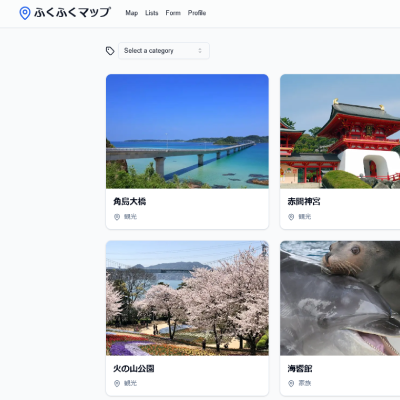 ふくふくマップ
Map Lists Form Profile
Select a category
角島大橋
観光
赤間神宮
観光
火の山公園
観光
海響館
家族